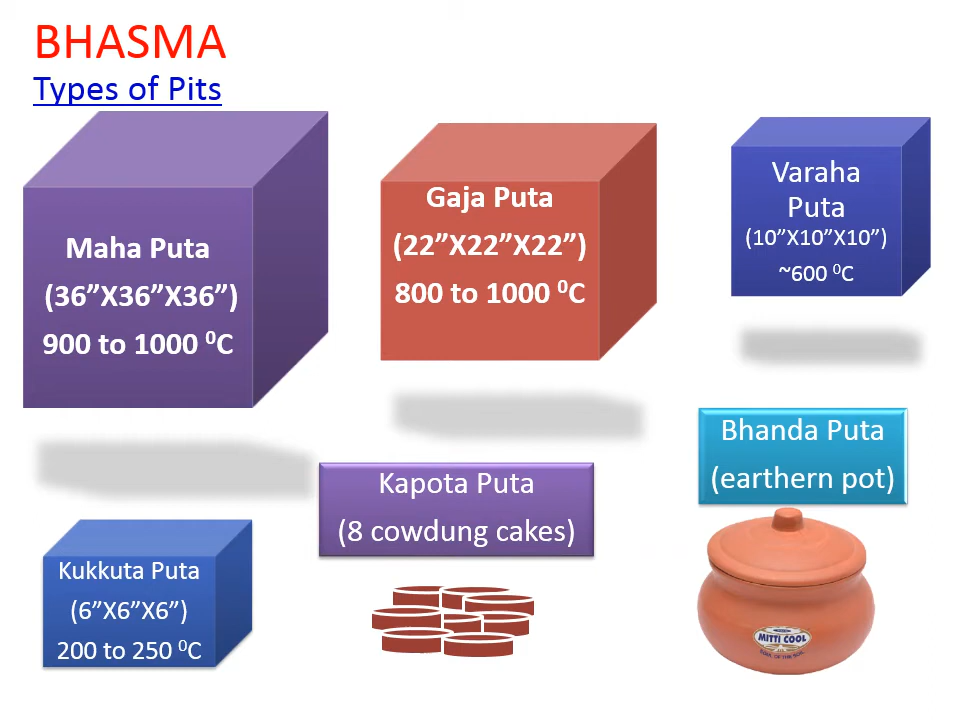 BHASMA
Types of Pits
Maha Puta
(36”X36”X36”)
900 to 1000 ⁰C
Gaja Puta
(22”X22”X22”)
800 to 1000 ⁰C
Varaha
Puta
(10”X10”X10”)
~600 ⁰C
Kukkuta Puta
(6”X6”X6”)
200 to 250 ⁰C
Kapota Puta
(8 cowdung cakes)
Bhanda Puta
(earthern pot)
MITTI COOL